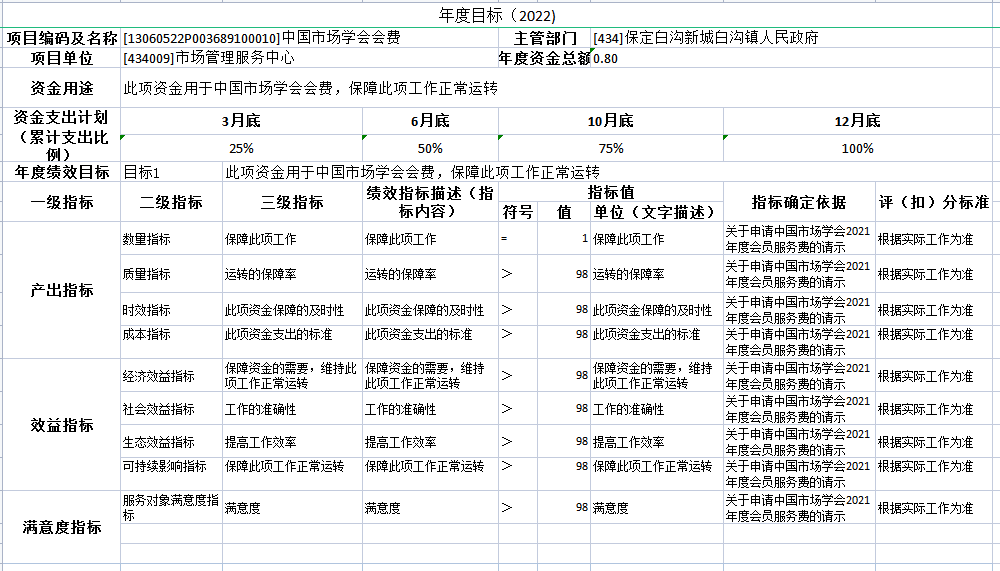 年度目标（2022)
项目编码及名称 [13060522P003689100010]中国市场学会会费 主管部门 [434]保定白沟新城白沟镇人民政府
项目单位 [434009]市场管理服务中心 年度资金总额 0.80
资金用途 此项资金用于中国市场学会会费，保障此项工作正常运转
资金支出计划
（累计支出比
例）
3月底 6月底 10月底 12月底
25% 50% 75% 100%
年度绩效目标 目标1 此项资金用于中国市场学会会费，保障此项工作正常运转
一级指标 二级指标 三级指标 绩效指标描述（指
标内容） 指标值 指标确定依据 评（扣）分标准
符号 值 单位（文字描述）
产出指标
数量指标 保障此项工作 保障此项工作 = 1 保障此项工作 关于申请中国市场学会2021
年度会员服务费的请示 根据实际工作为准
质量指标 运转的保障率 运转的保障率 ＞ 98 运转的保障率 关于申请中国市场学会2021
年度会员服务费的请示 根据实际工作为准
时效指标 此项资金保障的及时性 此项资金保障的及时性 ＞ 98 此项资金保障的及时性 关于申请中国市场学会2021
年度会员服务费的请示 根据实际工作为准
成本指标 此项资金支出的标准 此项资金支出的标准 ＞ 98 此项资金支出的标准 关于申请中国市场学会2021
年度会员服务费的请示 根据实际工作为准
效益指标
经济效益指标 保障资金的需要，维持此
项工作正常运转 保障资金的需要，维持
此项工作正常运转 ＞ 98 保障资金的需要，维持
此项工作正常运转 关于申请中国市场学会2021
年度会员服务费的请示 根据实际工作为准
社会效益指标 工作的准确性 工作的准确性 ＞ 98 工作的准确性 关于申请中国市场学会2021
年度会员服务费的请示 根据实际工作为准
生态效益指标 提高工作效率 提高工作效率 ＞ 98 提高工作效率 关于申请中国市场学会2021
年度会员服务费的请示 根据实际工作为准
可持续影响指标 保障此项工作正常运转 保障此项工作正常运转 ＞ 98 保障此项工作正常运转 关于申请中国市场学会2021
年度会员服务费的请示 根据实际工作为准
满意度指标
服务对象满意度指
标 满意度 满意度 ＞ 98 满意度 关于申请中国市场学会2021
年度会员服务费的请示 根据实际工作为准